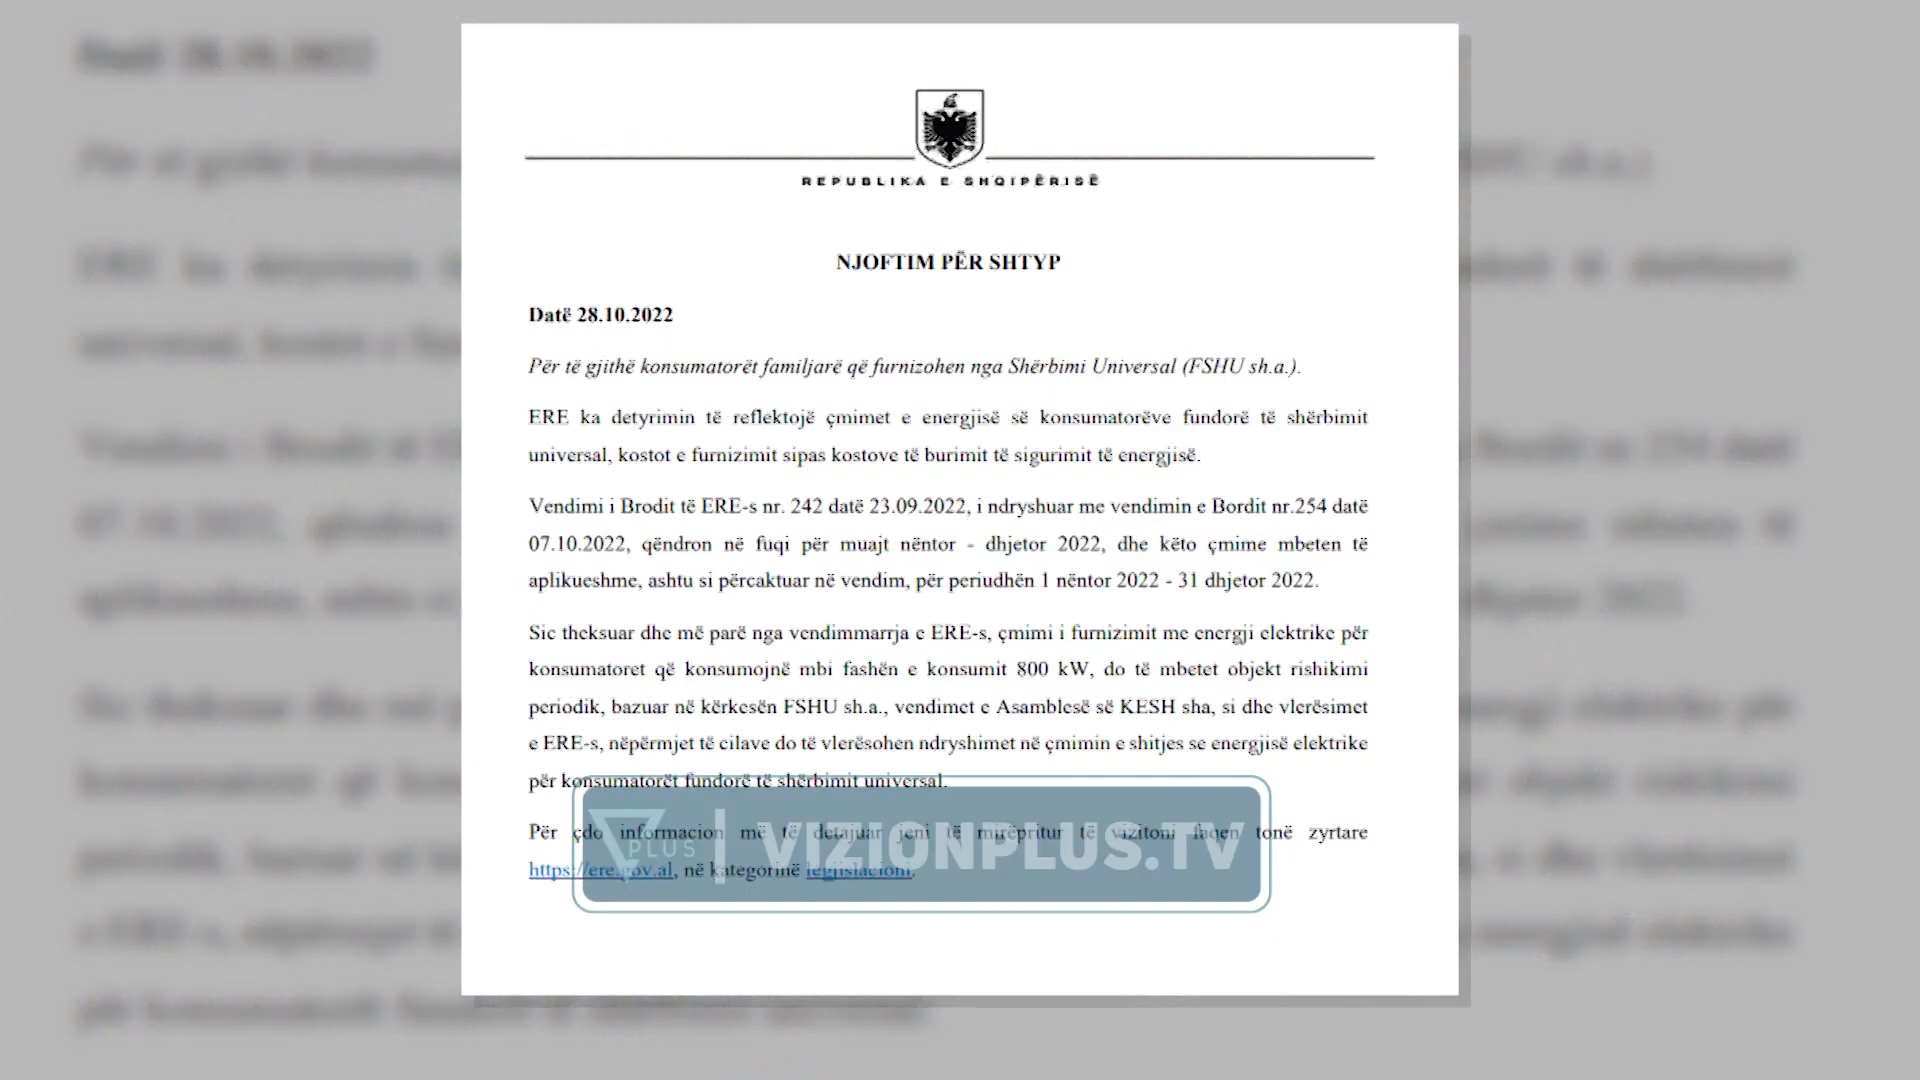 REPUBLIKA E SHQIPËRISË
NJOFTIM PËR SHTYP
Datë 28.10.2022
Për të gjithë konsumatorët familjarë që furnizohen nga Shërbimi Universal (FSHU sh.a.).
ERE ka detyrimin të reflektojë çmimet e energjisë së konsumatorëve fundorë të shërbimit
universal, kostot e furnizimit sipas kostove të burimit të sigurimit të energjisë.
Vendimi i Brodit të ERE-s nr. 242 datë 23.09.2022, i ndryshuar me vendimin e Bordit nr.254 datë
07.10.2022, qëndron në fuqi për muajt nëntor - dhjetor 2022, dhe këto çmime mbeten të
aplikueshme, ashtu si përcaktuar në vendim, për periudhën 1 nëntor 2022 - 31 dhjetor 2022.
Sic theksuar dhe më parë nga vendimmarrja e ERE-s, çmimi i furnizimit me energji elektrike për
konsumatoret që konsumojnë mbi fashën e konsumit 800 kW, do të mbetet objekt rishikimi
periodik, bazuar në kërkesën FSHU sh.a., vendimet e Asamblesë së KESH sha, si dhe vlerësimet
e ERE-s, nëpërmjet të cilave do të vlerësohen ndryshimet në çmimin e shitjes se energjisë elektrike
për konsumatorët fundorë të shërbimit universal.
Për çdo informacion më të detajuar jeni të mirëpritur të vizitoni faqen tonë zyrtare
https://ere.gov.al, në kategorinë legjislacioni.
PLUS | VIZIONPLUS.TV